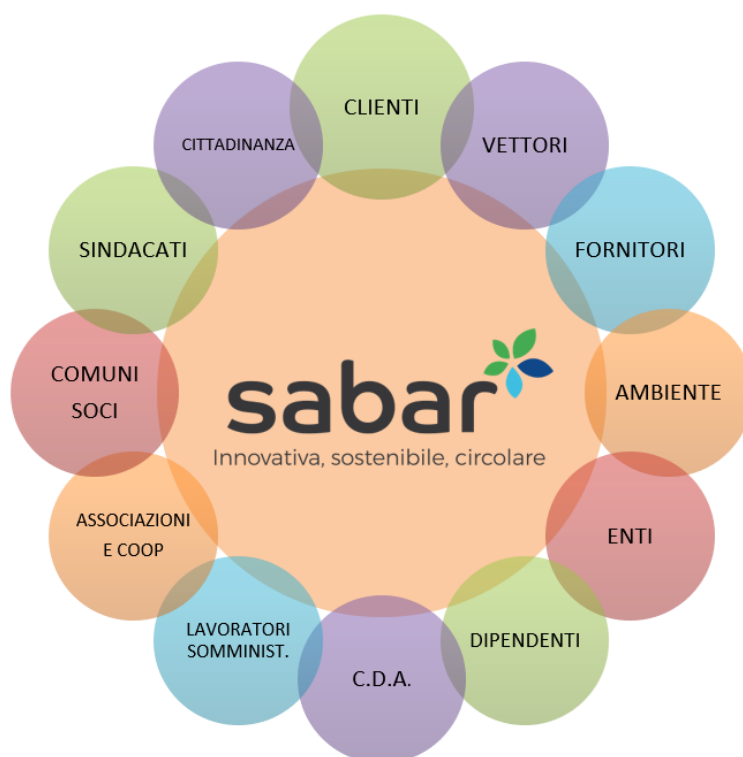 CLIENTI
VETTORI
FORNITORI
AMBIENTE
ENTI
DIPENDENTI
C.D.A.
LAVORATORI
SOMMINIST.
ASSOCIAZIONI
E COOP
COMUNI
SOCI
SINDACATI
CITTADINANZA
sabar
Innovativa, sostenibile, circolare